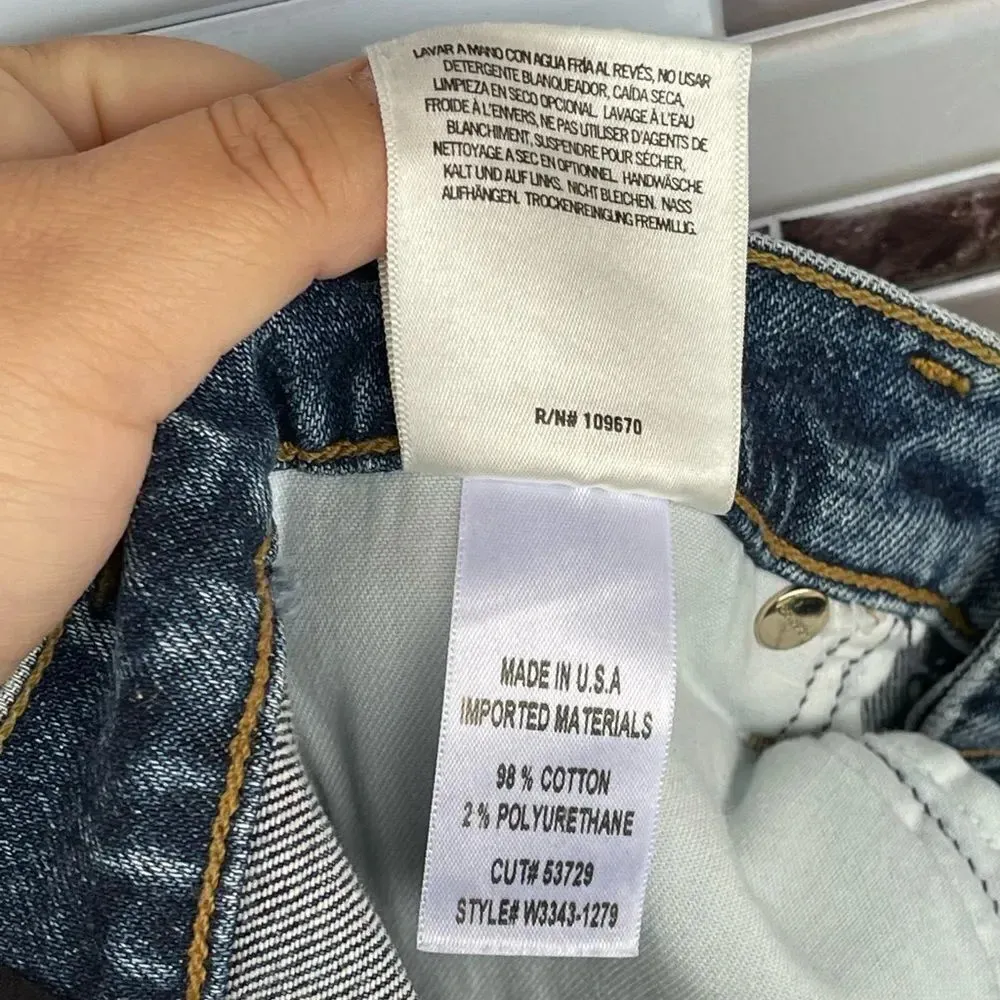 LAVAR A MANO CON AGUA FRÍA AL REVÉS, NO USAR
DETERGENTE BLANQUEADOR, CAÍDA SECA,
LIMPIEZA EN SECO OPCIONAL. LAVAGE À L'EAU
FROIDE À L'ENVERS, NE PAS UTILISER D'AGENTS DE
BLANCHIMENT, SUSPENDRE POUR SÉCHER,
NETTOYAGE A SEC EN OPTIONNEL. HANDWÄSCHE
KALT UND AUF LINKS. NICHT BLEICHEN. NASS
AUFHÄNGEN. TROCKENREINIGUNG FREIWILLIG.
R/N# 109670
MADE IN U.S.A
IMPORTED MATERIALS
98 % COTTON
2 % POLYURETHANE
CUT# 53729
STYLE# W3343-1279